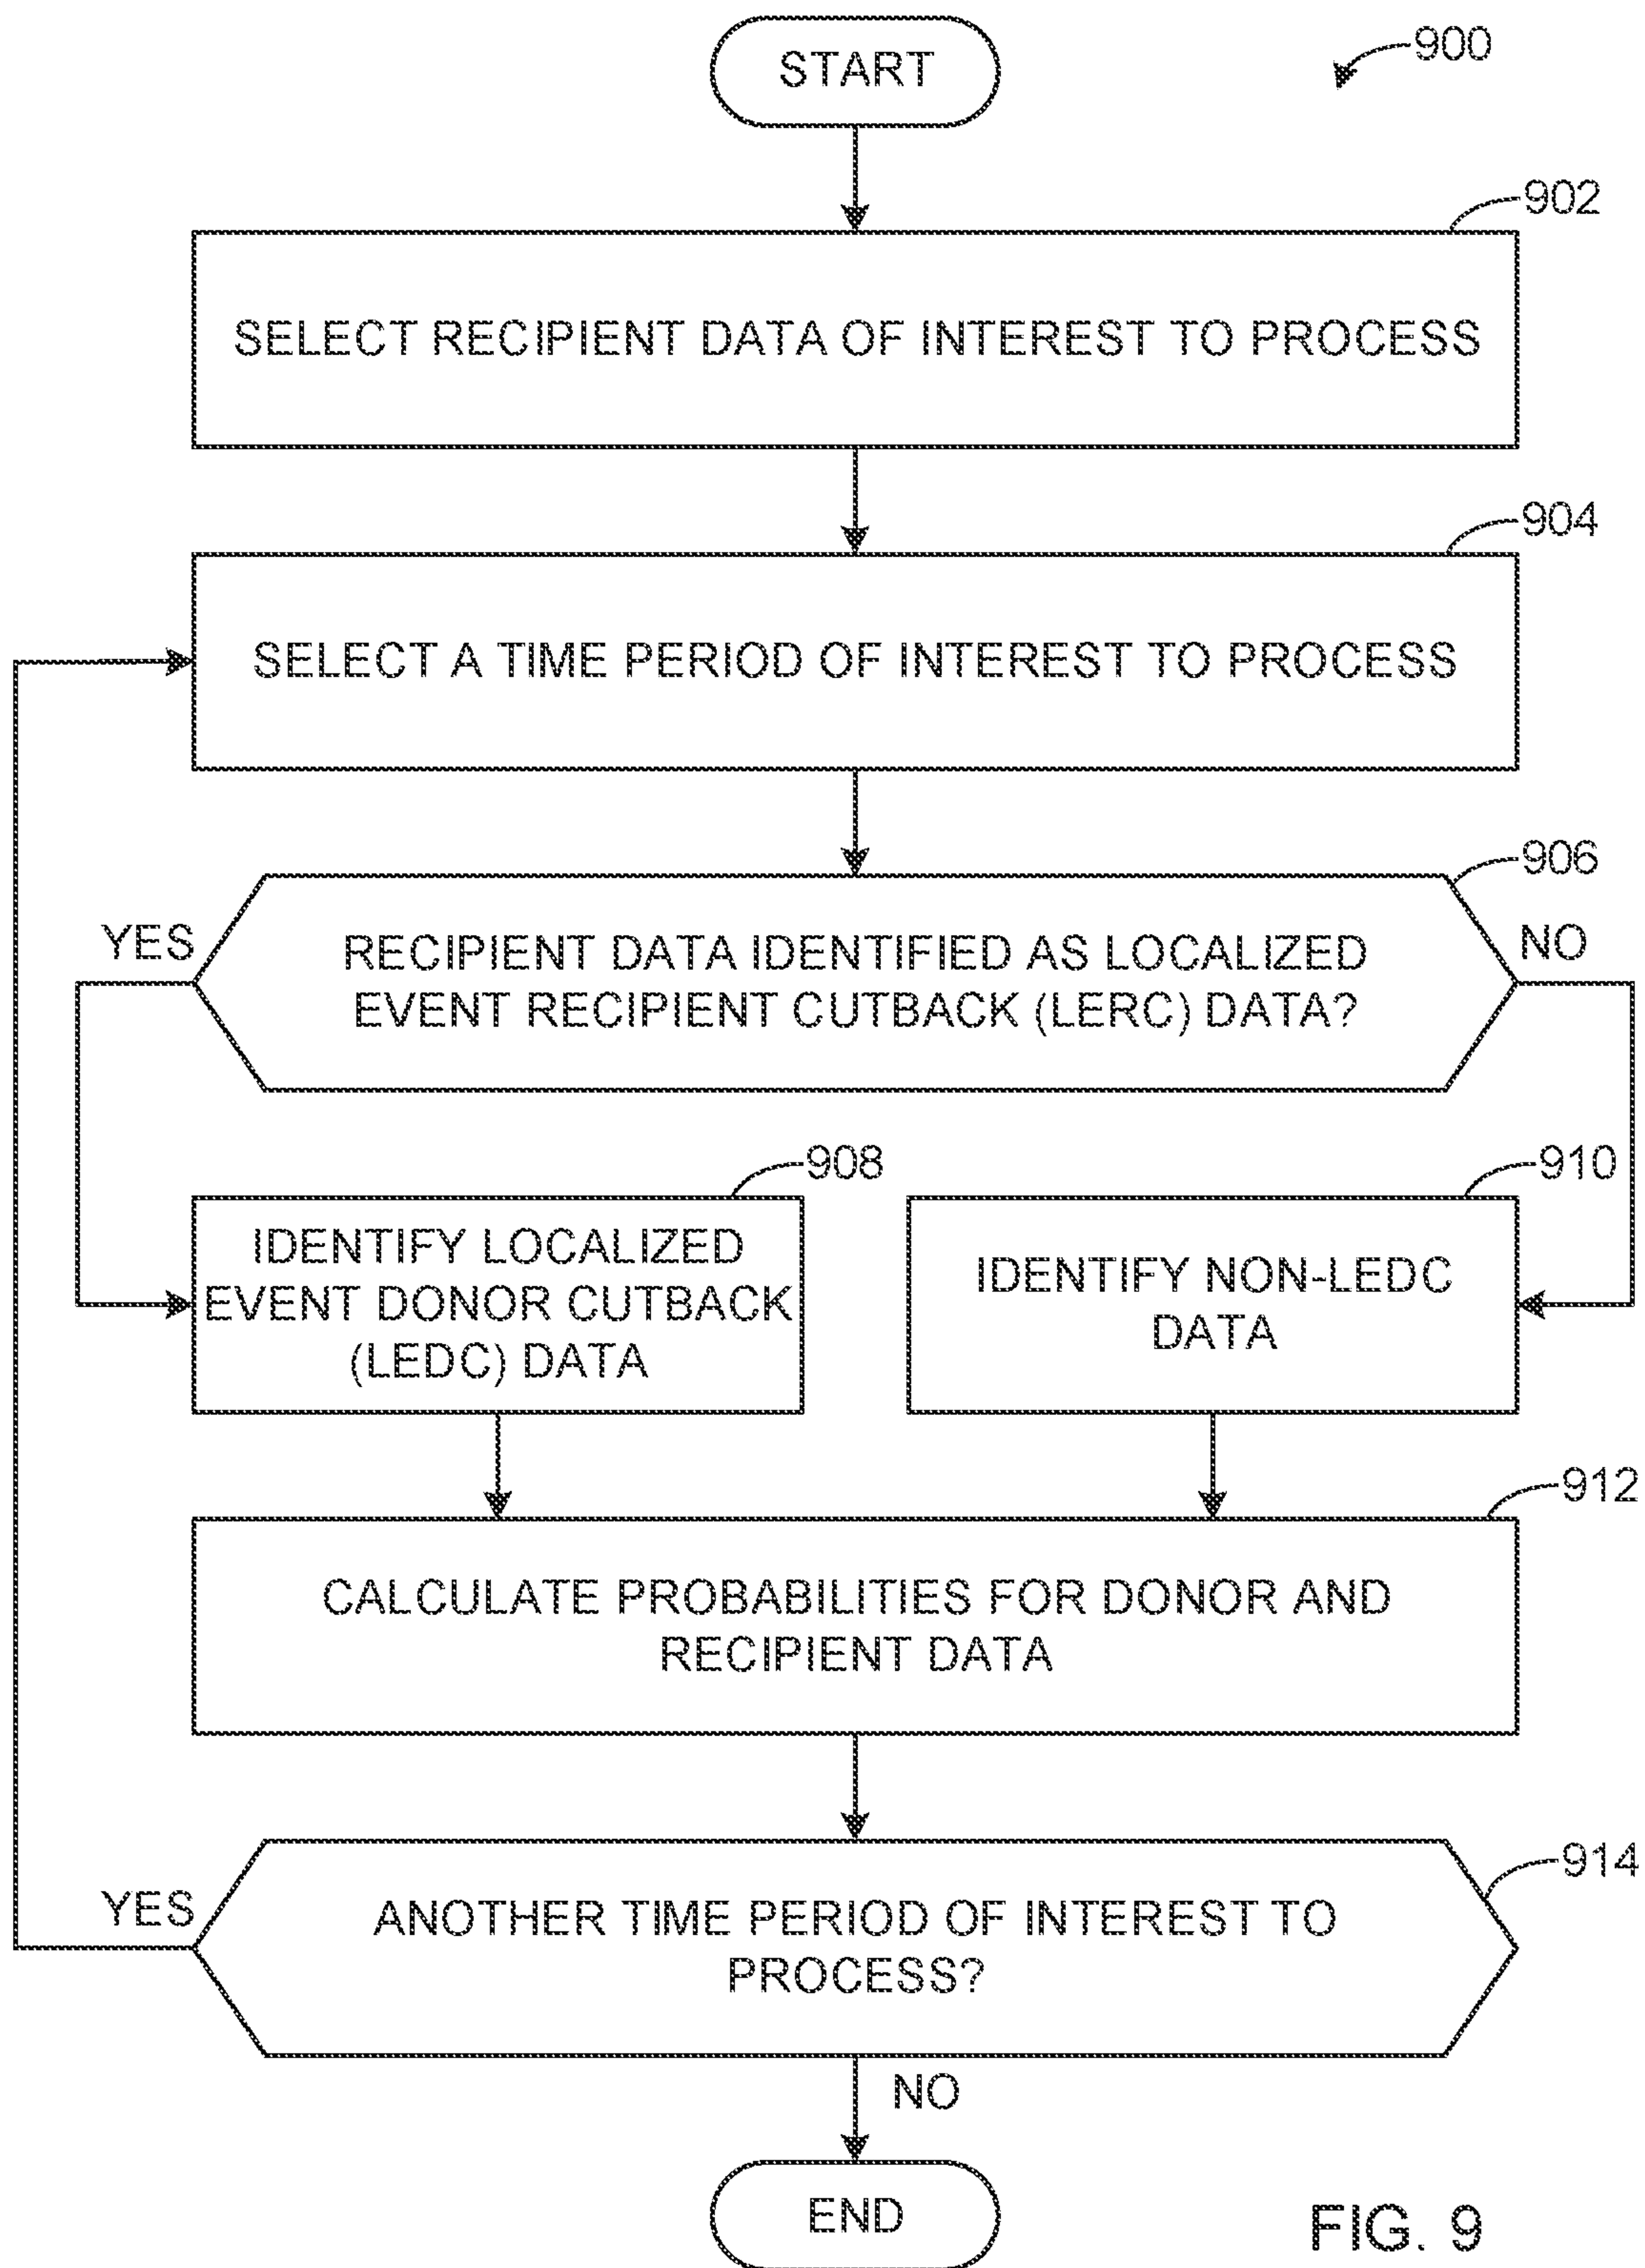 START
900
902
SELECT RECIPIENT DATA OF INTEREST TO PROCESS
904
SELECT A TIME PERIOD OF INTEREST TO PROCESS
906
YES
NO
RECIPIENT DATA IDENTIFIED AS LOCALIZED
EVENT RECIPIENT CUTBACK (LERC) DATA?
908
910
IDENTIFY LOCALIZED
EVENT DONOR CUTBACK
(LEDC) DATA
IDENTIFY NON-LEDC
DATA
912
CALCULATE PROBABILITIES FOR DONOR AND
RECIPIENT DATA
914
YES
ANOTHER TIME PERIOD OF INTEREST TO
PROCESS?
NO
END
FIG. 9